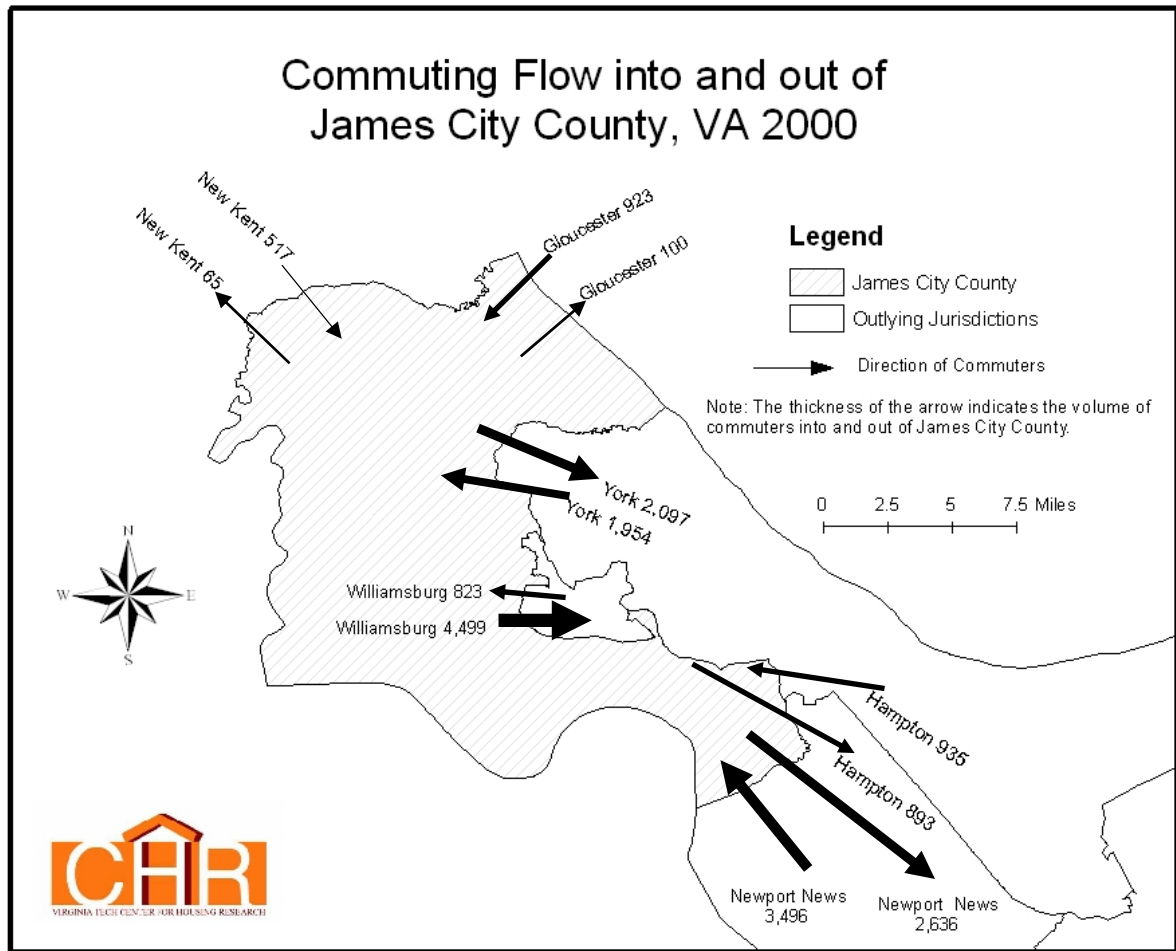 Commuting Flow into and out of
James City County, VA 2000
New Kent 517
New Kent 65
Gloucester 923
Gloucester 100
Legend
James City County
Outlying Jurisdictions
Direction of Commuters
Note: The thickness of the arrow indicates the volume of
commuters into and out of James City County.
0 2.5 5 7.5 Miles
York 2,097
York 1,954
N
W E
S
Williamsburg 823
Williamsburg 4,499
Hampton 935
Hampton 893
Newport News
3,496
Newport News
2,636
CHR
VIRGINIA TECH CENTER FOR HOUSING RESEARCH